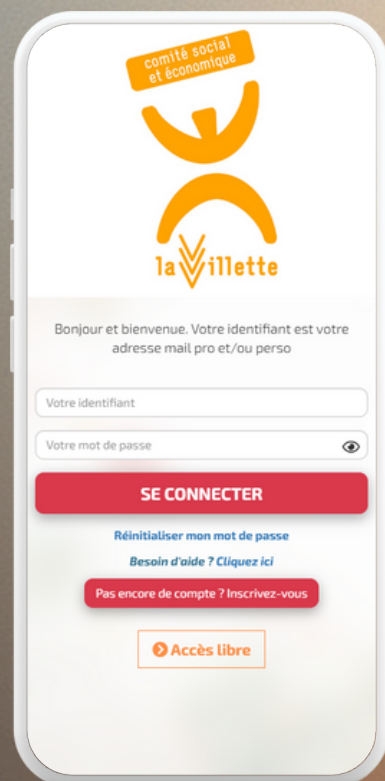 comité social
et économique
la Villette
Bonjour et bienvenue. Votre identifiant est votre
adresse mail pro et/ou perso
Votre identifiant
Votre mot de passe
SE CONNECTER
Réinitialiser mon mot de passe
Besoin d'aide ? Cliquez ici
Pas encore de compte ? Inscrivez-vous
Accès libre